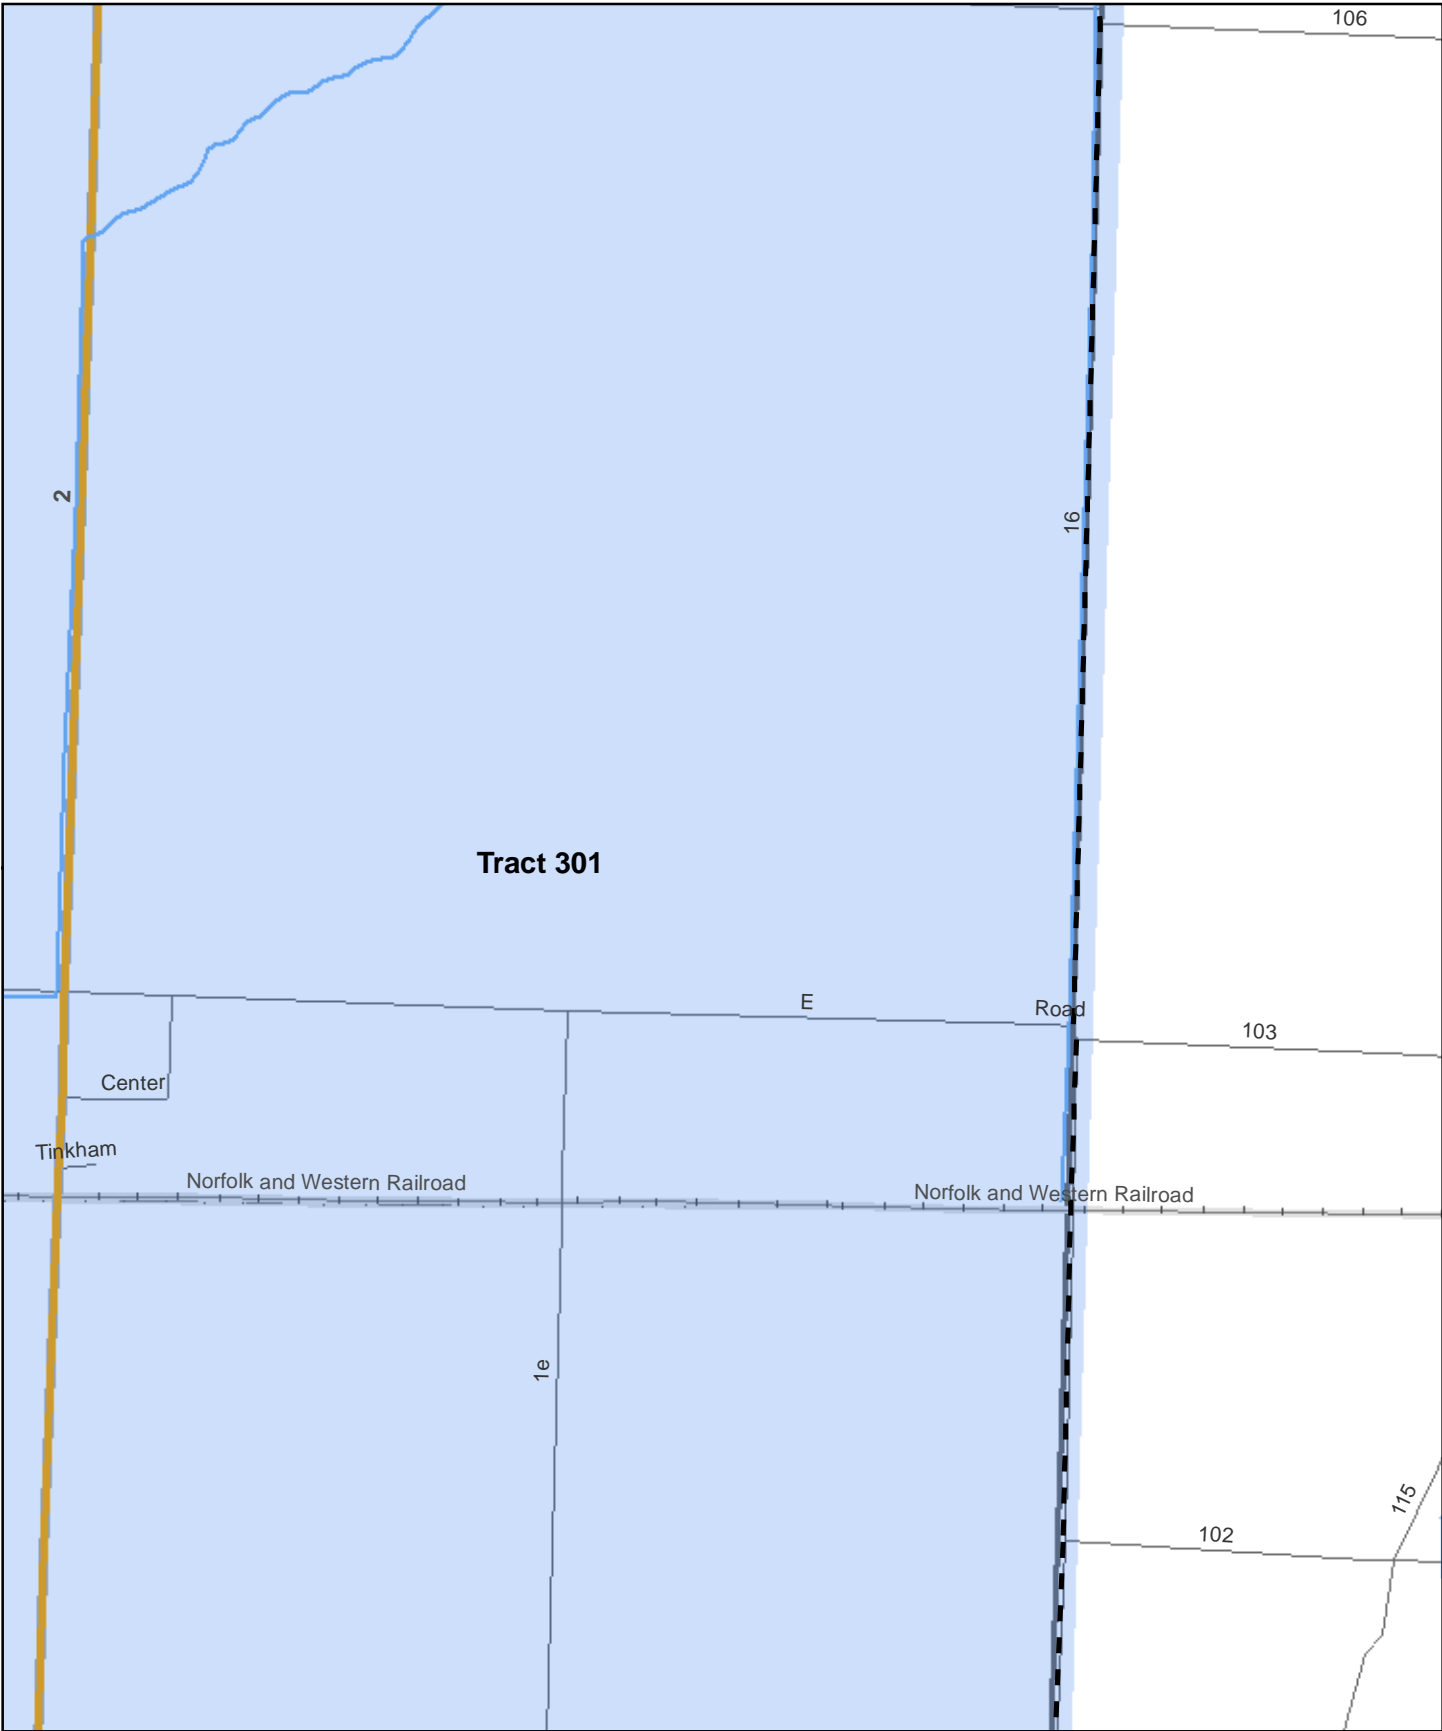 106
2
16
Tract 301
E
Road
103
Center
Tinkham
Norfolk and Western Railroad
Norfolk and Western Railroad
1e
115
102